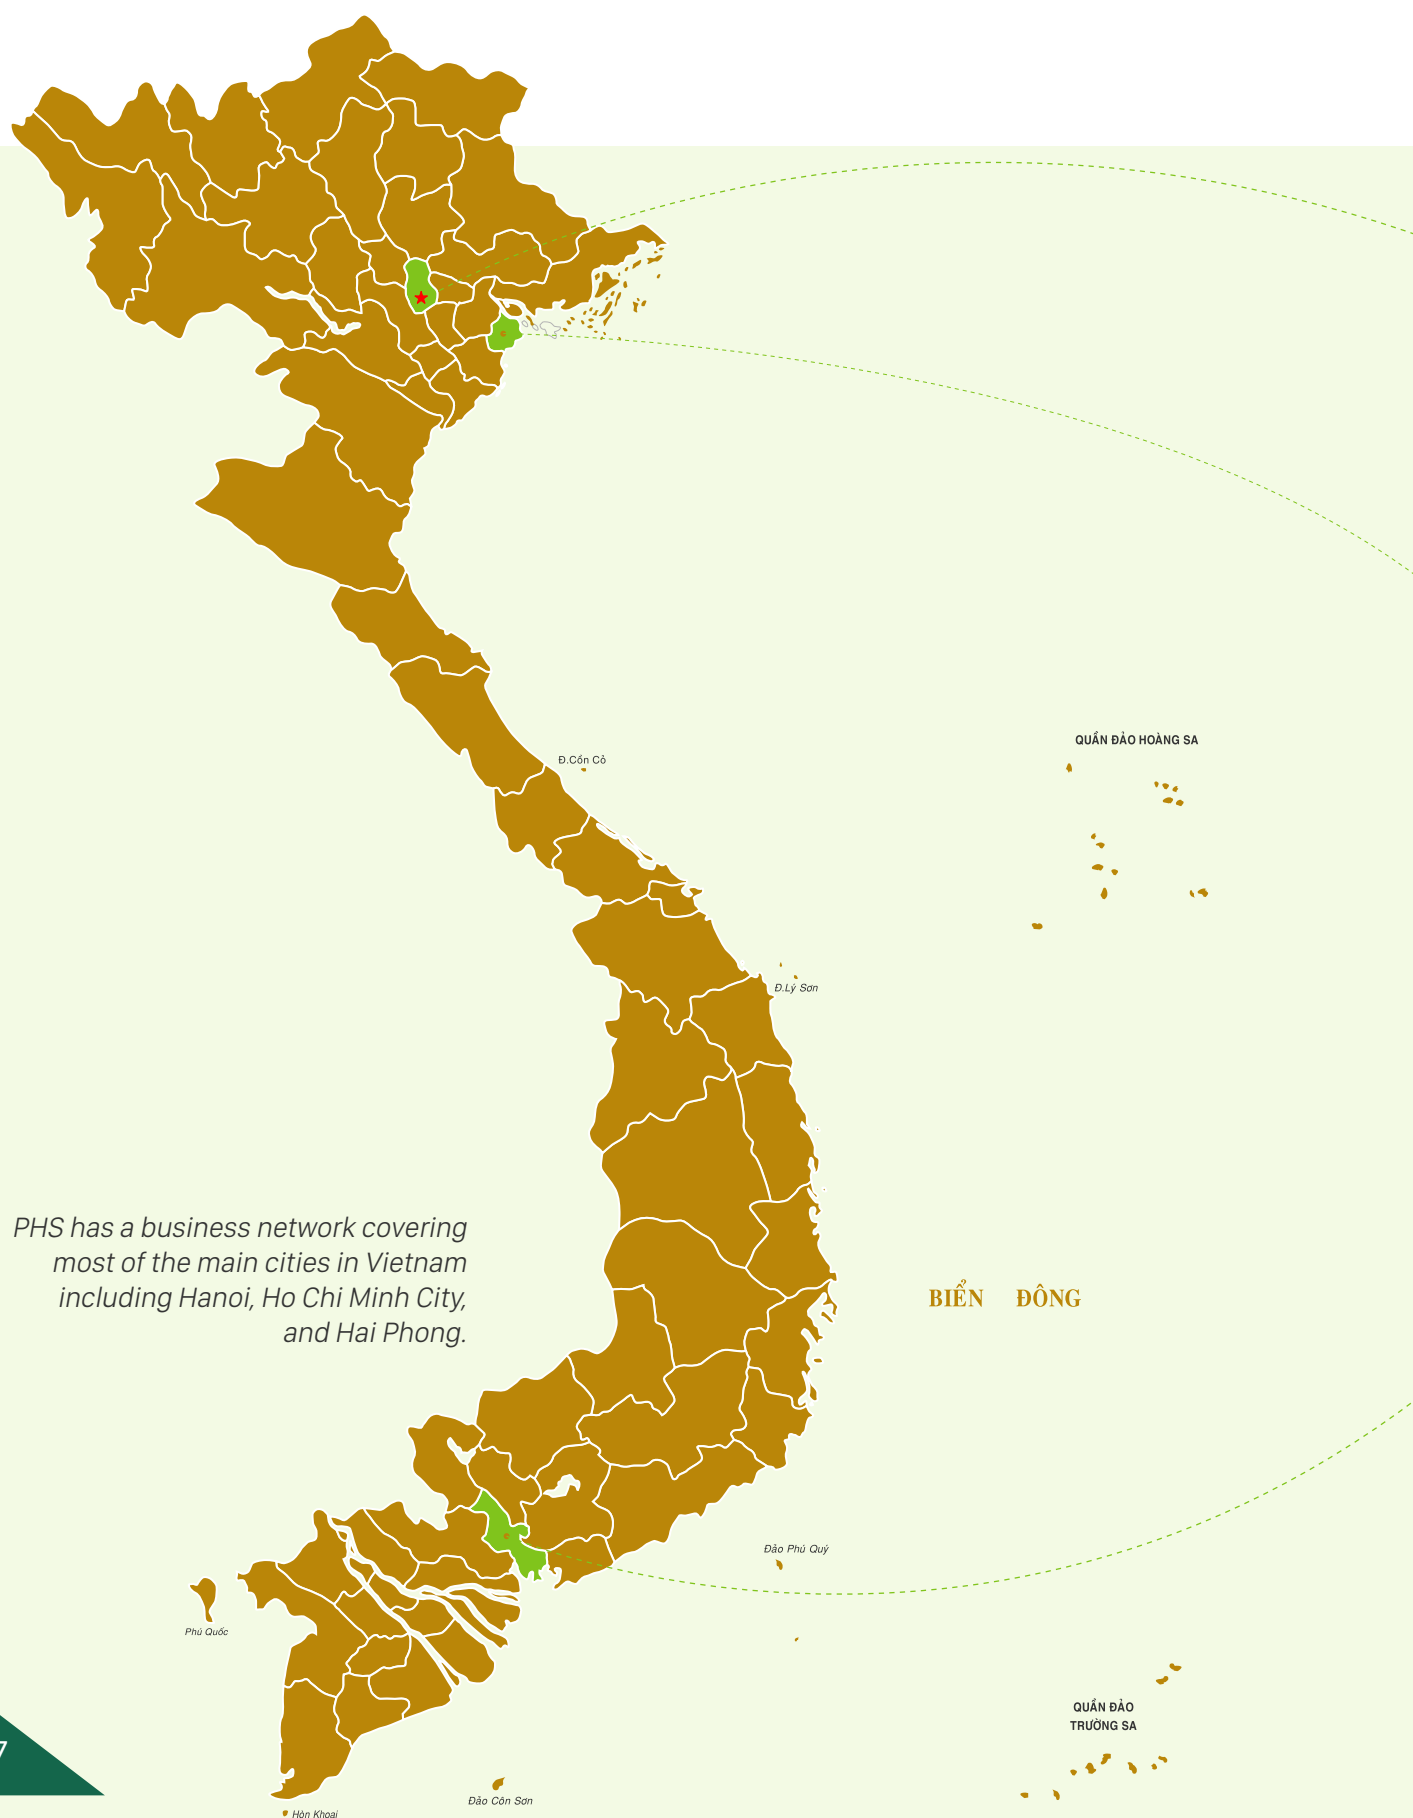 QUẦN ĐẢO HOÀNG SA
Đ.Cồn Cỏ
Đ.Lý Sơn
PHS has a business network covering
most of the main cities in Vietnam
including Hanoi, Ho Chi Minh City,
and Hai Phong.
BIỂN ĐÔNG
Đảo Phú Quý
Phú Quốc
QUẦN ĐẢO
TRƯỜNG SA
7
Đảo Côn Sơn
Hòn Khoai